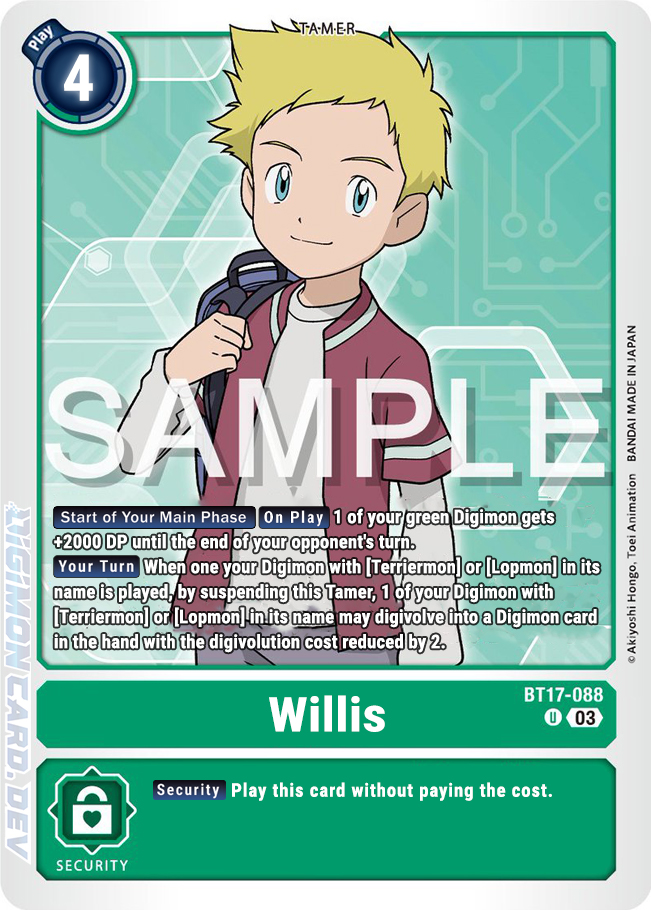 TAMER
Play
4
SAMPLE
Start of Your Main Phase On Play 1 of your green Digimon gets
+2000 DP until the end of your opponent's turn.
Your Turn When one your Digimon with [Terriermon] or [Lopmon] in its
name is played, by suspending this Tamer, 1 of your Digimon with
[Terriermon] or [Lopmon] in its name may digivolve into a Digimon card
in the hand with the digivolution cost reduced by 2.
© Akiyoshi Hongo, Toei Animation BANDAI MADE IN JAPAN
DIGIMONCARD.DEV
BT17-088
Willis
U 03
Security Play this card without paying the cost.
SECURITY